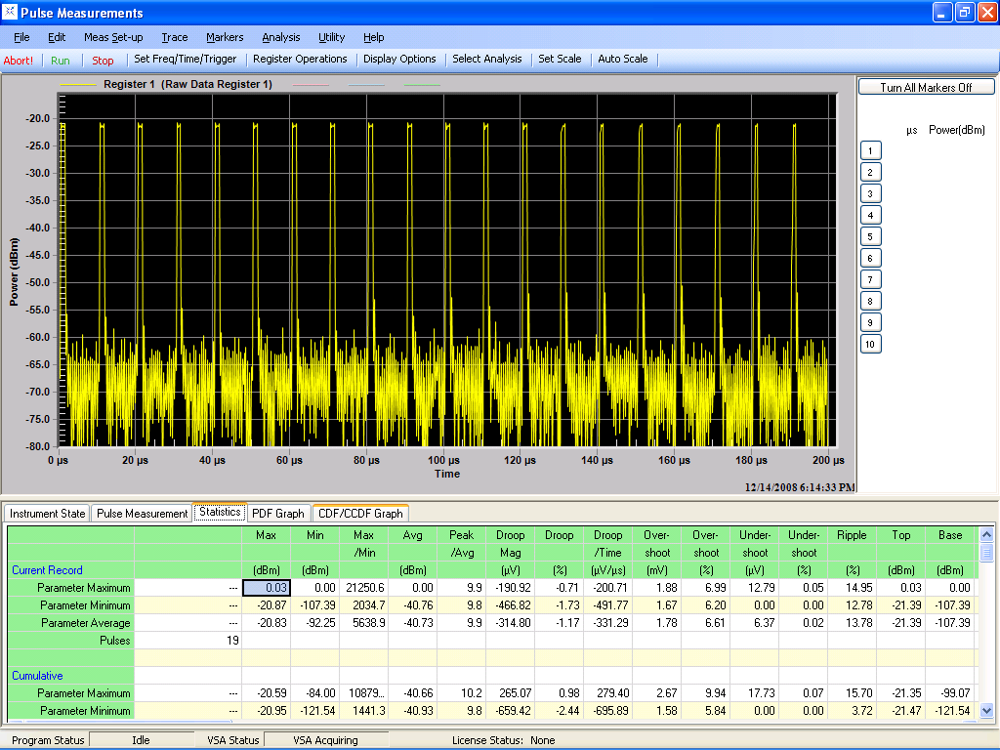 Pulse Measurements
File Edit Meas Set-up Trace Markers Analysis Utility Help
Abort! Run Stop Set Freq/Time/Trigger Register Operations Display Options Select Analysis Set Scale Auto Scale
Register 1 (Raw Data Register 1)
Turn All Markers Off
µs Power(dBm)
1
2
3
4
5
6
7
8
9
10
Power (dBm)
-20.0
-25.0
-30.0
-35.0
-40.0
-45.0
-50.0
-55.0
-60.0
-65.0
-70.0
-75.0
-80.0
0 µs 20 µs 40 µs 60 µs 80 µs 100 µs 120 µs 140 µs 160 µs 180 µs 200 µs
Time
12/14/2008 6:14:33 PM
Instrument State Pulse Measurement Statistics PDF Graph CDF/CCDF Graph
Max Min Max Avg Peak Droop Droop Droop Over- Over- Under- Under- Ripple Top Base
/Min /Avg Mag /Time shoot shoot shoot shoot
Current Record (dBm) (dBm) (dBm) (µV) (%) (µV/µs) (mV) (%) (µV) (%) (%) (dBm) (dBm)
Parameter Maximum --- 0.03 0.00 21250.6 0.00 9.9 -190.92 -0.71 -200.71 1.88 6.99 12.79 0.05 14.95 0.03 0.00
Parameter Minimum --- -20.87 -107.39 2034.7 -40.76 9.8 -466.82 -1.73 -491.77 1.67 6.20 0.00 0.00 12.78 -21.39 -107.39
Parameter Average --- -20.83 -92.25 5638.9 -40.73 9.9 -314.80 -1.17 -331.29 1.78 6.61 6.37 0.02 13.78 -21.39 -107.39
Pulses 19
Cumulative
Parameter Maximum --- -20.59 -84.00 10879... -40.66 10.2 265.07 0.98 279.40 2.67 9.94 17.73 0.07 15.70 -21.35 -99.07
Parameter Minimum --- -20.95 -121.54 1441.3 -40.93 9.8 -659.42 -2.44 -695.89 1.58 5.84 0.00 0.00 3.72 -21.47 -121.54
Program Status Idle VSA Status VSA Acquiring License Status: None